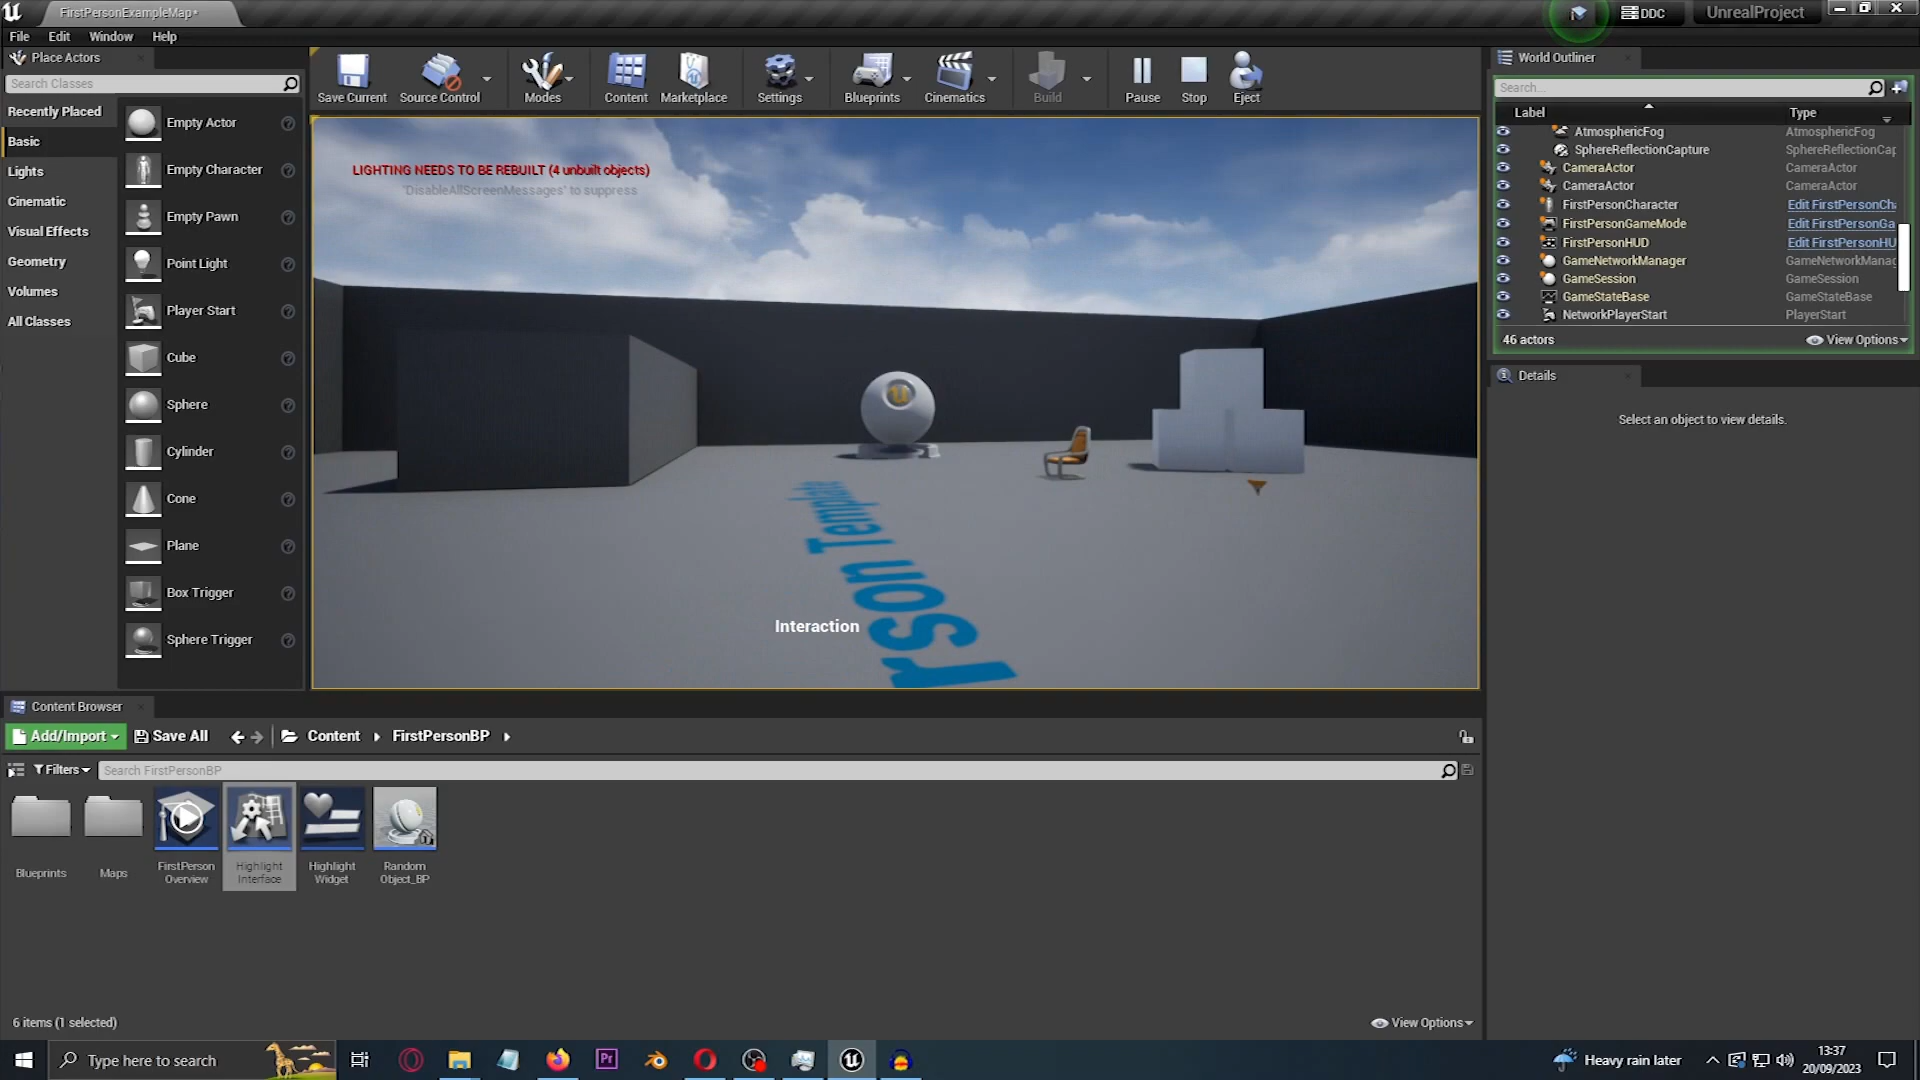 FirstPersonExampleMap*
DDC
UnrealProject
File Edit Window Help
Place Actors
Search Classes
Recently Placed
Basic
Lights
Cinematic
Visual Effects
Geometry
Volumes
All Classes
Empty Actor
Empty Character
Empty Pawn
Point Light
Player Start
Cube
Sphere
Cylinder
Cone
Plane
Box Trigger
Sphere Trigger
Save Current
Source Control
Modes
Content
Marketplace
Settings
Blueprints
Cinematics
Build
Pause
Stop
Eject
LIGHTING NEEDS TO BE REBUILT (4 unbuilt objects)
'DisableAllScreenMessages' to suppress
rson Template
Interaction
World Outliner
Search...
Label Type
AtmosphericFog AtmosphericFog
SphereReflectionCapture SphereReflectionCap
CameraActor CameraActor
CameraActor CameraActor
FirstPersonCharacter Edit FirstPersonCha
FirstPersonGameMode Edit FirstPersonGa
FirstPersonHUD Edit FirstPersonHU
GameNetworkManager GameNetworkManag
GameSession GameSession
GameStateBase GameStateBase
NetworkPlayerStart PlayerStart
46 actors
View Options
Details
Select an object to view details.
Content Browser
Add/Import
Save All
Content
FirstPersonBP
Filters
Search FirstPersonBP
Blueprints
Maps
FirstPerson
Overview
Highlight
Interface
Highlight
Widget
Random
Object_BP
6 items (1 selected)
View Options
Type here to search
Pr
Heavy rain later
13:37
20/09/2023